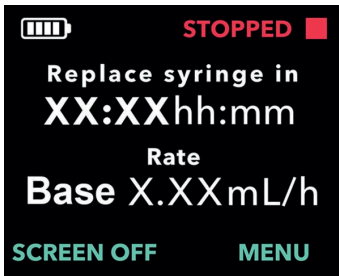 STOPPED
Replace syringe in
XX:XXhh:mm
Rate
Base X.XXmL/h
SCREEN OFF MENU